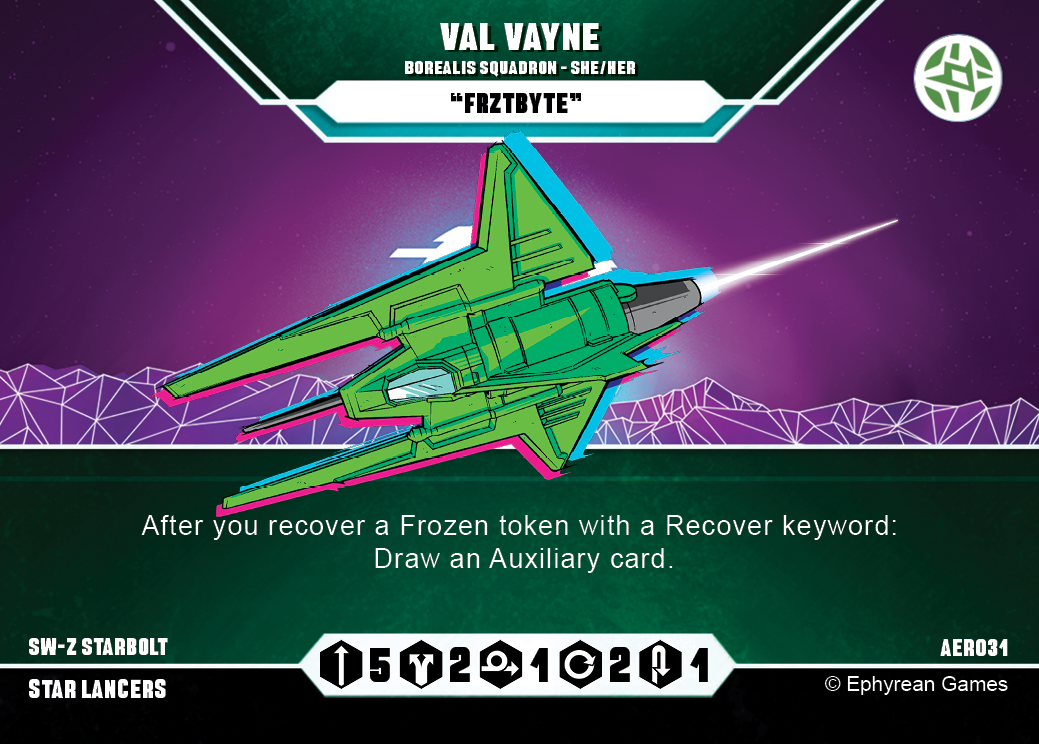 VAL VAYNE
BOREALIS SQUADRON - SHE/HER
“FRZTBYTE”
After you recover a Frozen token with a Recover keyword:
Draw an Auxiliary card.
SW-Z STARBOLT
STAR LANCERS
5 2 1 2 1
AER031
© Ephyrean Games